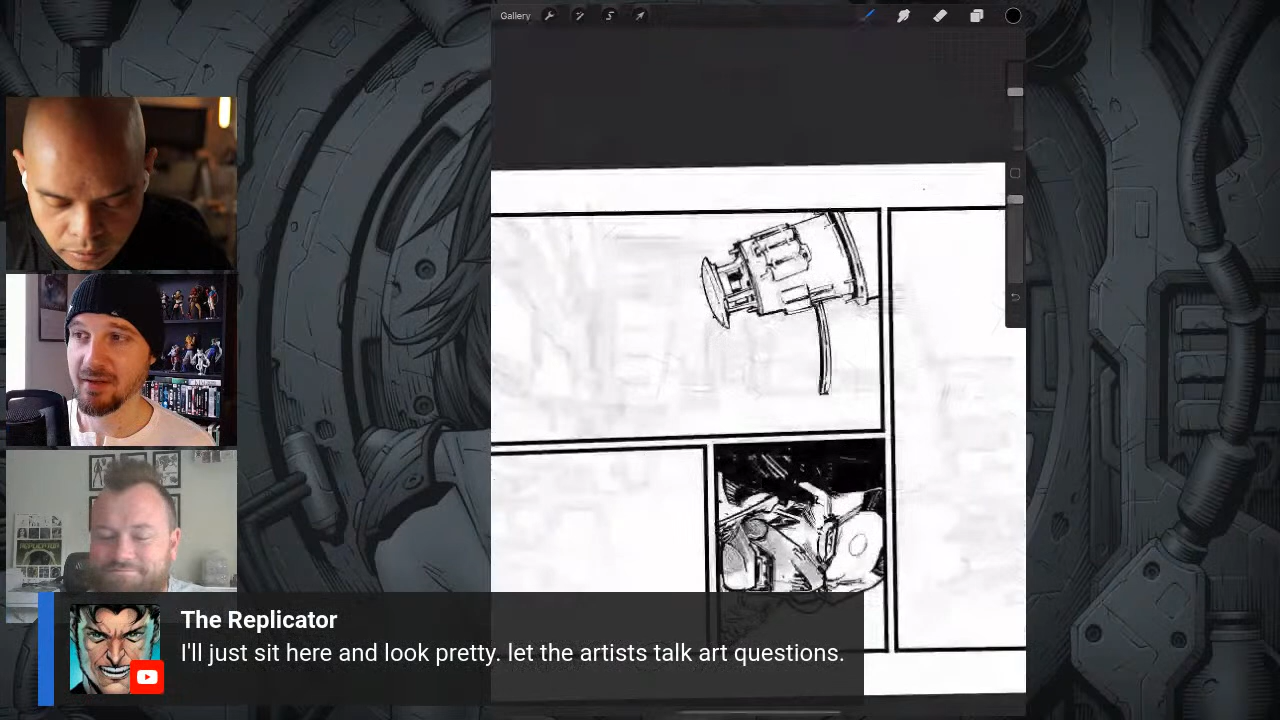 Gallery
The Replicator
I'll just sit here and look pretty. let the artists talk art questions.